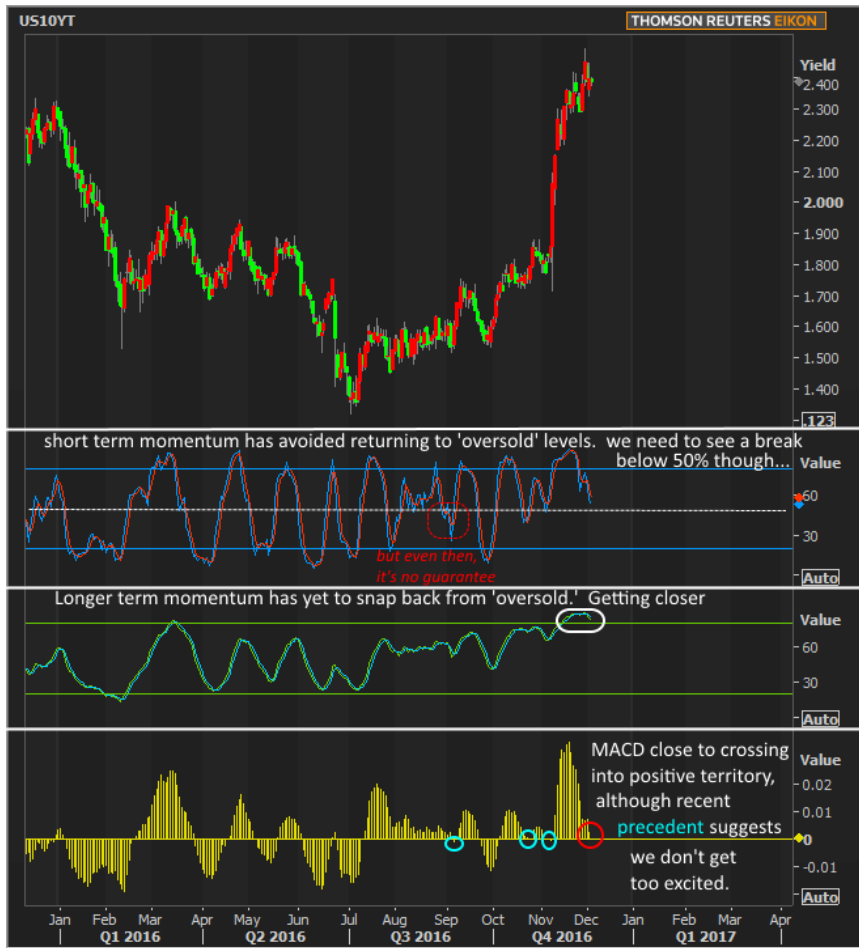 US10YT
THOMSON REUTERS EIKON
Yield
2.400
2.300
2.200
2.100
2.000
1.900
1.800
1.700
1.600
1.500
1.400
.123
short term momentum has avoided returning to 'oversold' levels.  we need to see a break
below 50% though...
Value
60
30
but even then,
it's no guarantee
Auto
Longer term momentum has yet to snap back from 'oversold.'  Getting closer
Value
60
30
Auto
MACD close to crossing
into positive territory,
although recent
precedent suggests
we don't get
too excited.
Value
0.02
0.01
0
-0.01
Auto
Jan Feb Mar Apr May Jun Jul Aug Sep Oct Nov Dec Jan Feb Mar Apr
Q1 2016 Q2 2016 Q3 2016 Q4 2016 Q1 2017